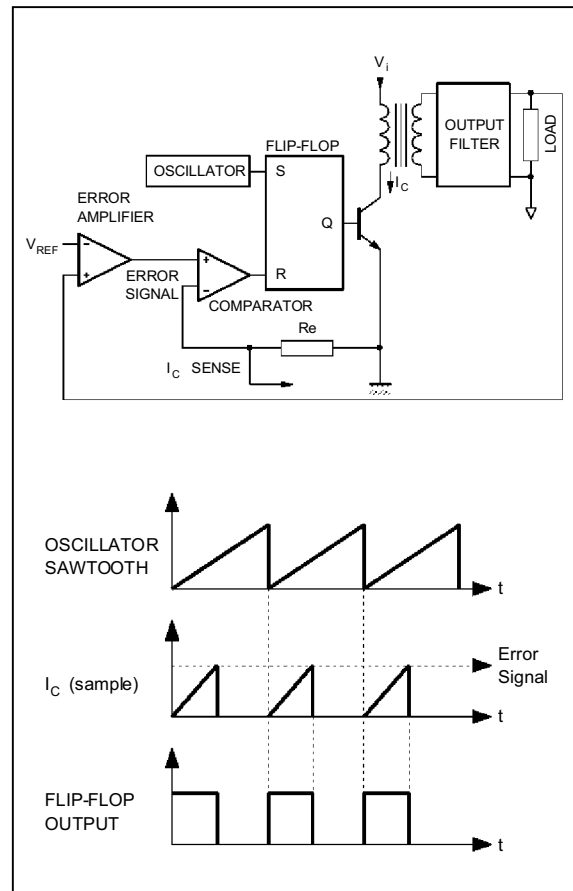 Vi
OUTPUT
FILTER
LOAD
FLIP-FLOP
OSCILLATOR
S
IC
ERROR
AMPLIFIER
Q
VREF
-
+
+
-
ERROR
SIGNAL
R
COMPARATOR
Re
IC SENSE
OSCILLATOR
SAWTOOTH
t
Error
Signal
IC (sample)
t
FLIP-FLOP
OUTPUT
t